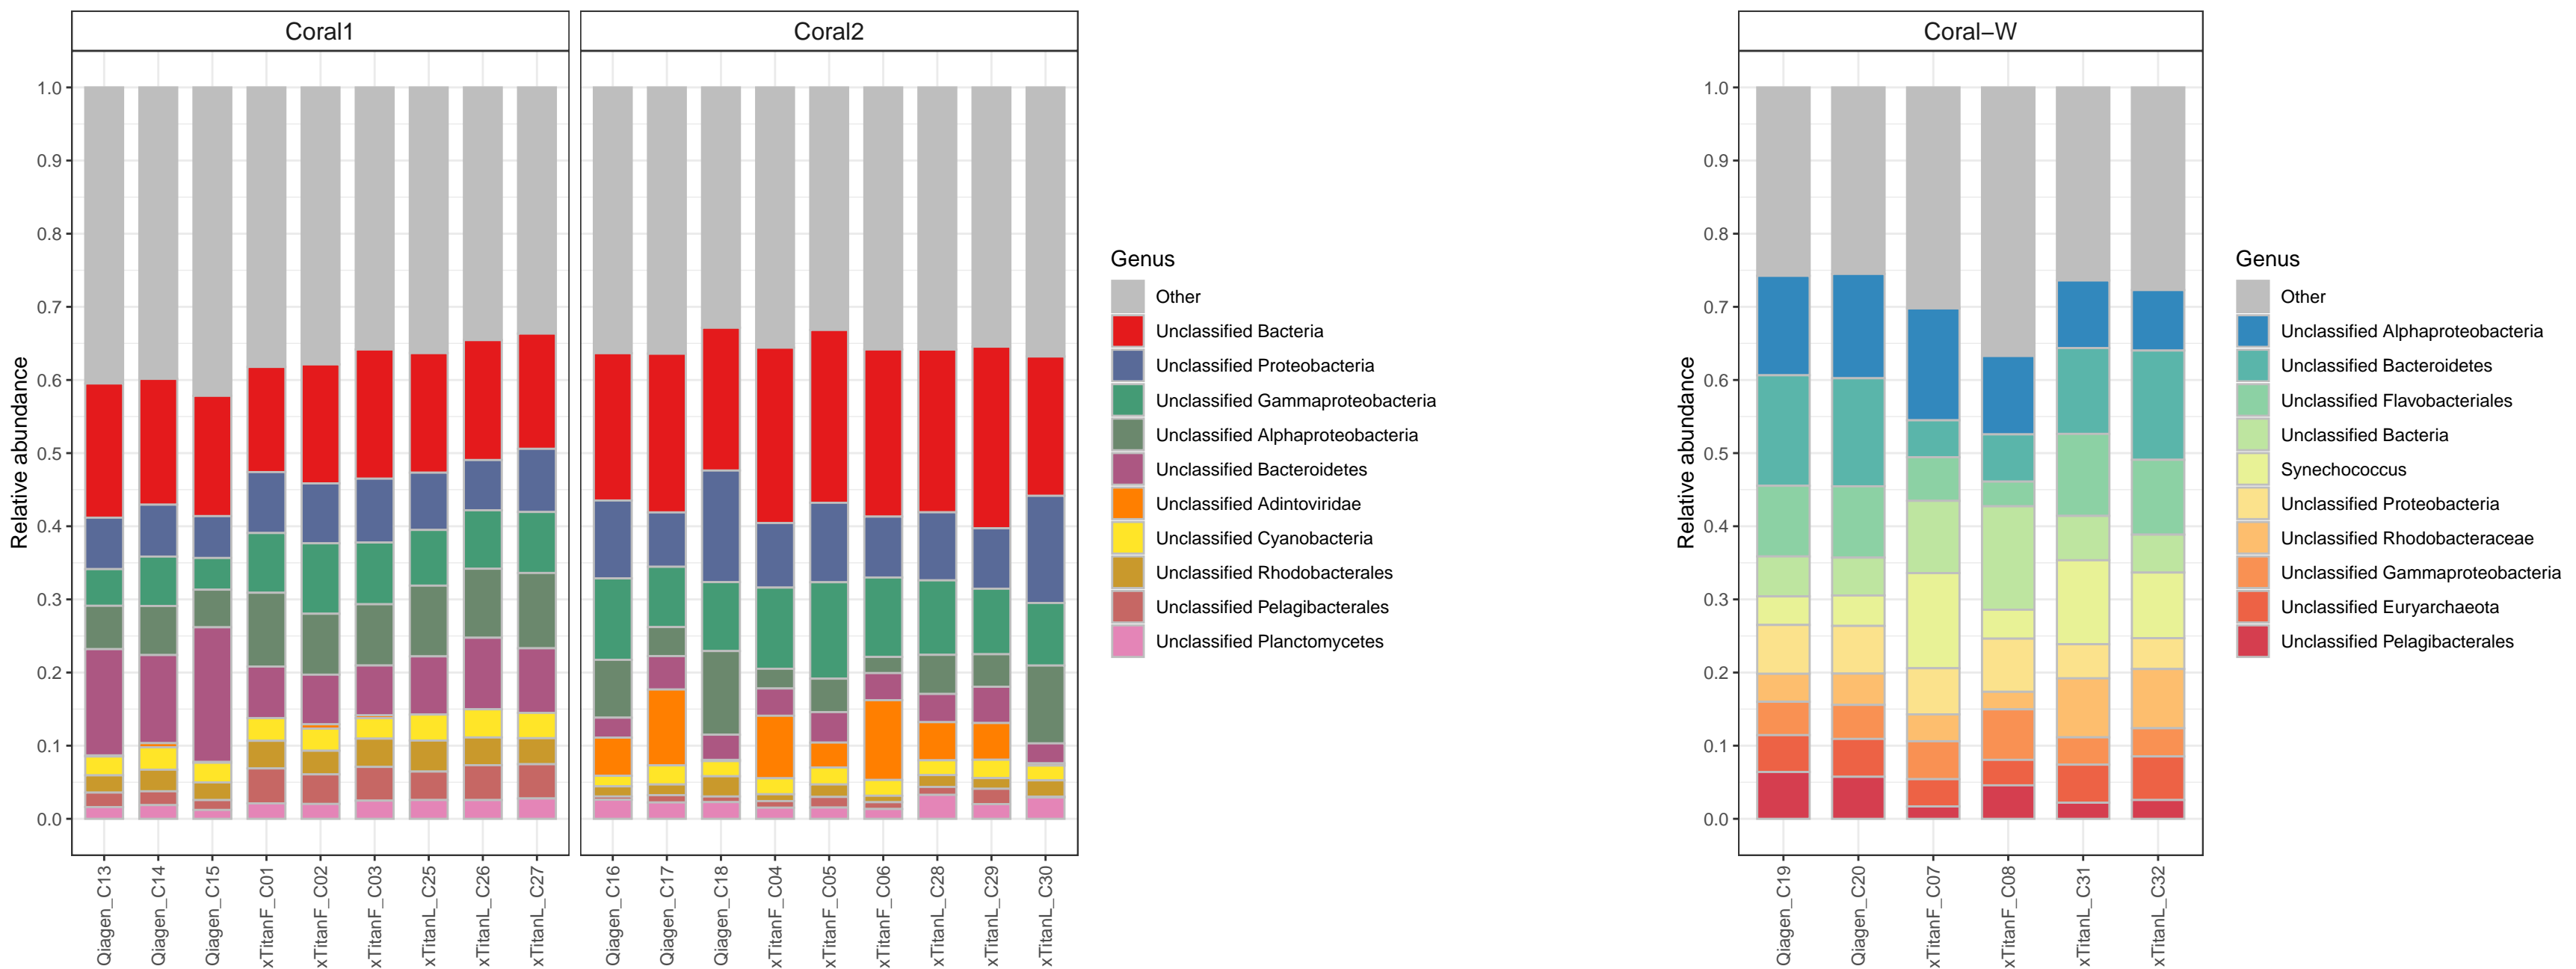 Coral1
Coral2
Relative abundance
1.0
0.9
0.8
0.7
0.6
0.5
0.4
0.3
0.2
0.1
0.0
Qiagen_C13
Qiagen_C14
Qiagen_C15
xTitanF_C01
xTitanF_C02
xTitanF_C03
xTitanL_C25
xTitanL_C26
xTitanL_C27
Qiagen_C16
Qiagen_C17
Qiagen_C18
xTitanF_C04
xTitanF_C05
xTitanF_C06
xTitanL_C28
xTitanL_C29
xTitanL_C30
Genus
Other
Unclassified Bacteria
Unclassified Proteobacteria
Unclassified Gammaproteobacteria
Unclassified Alphaproteobacteria
Unclassified Bacteroidetes
Unclassified Adintoviridae
Unclassified Cyanobacteria
Unclassified Rhodobacterales
Unclassified Pelagibacterales
Unclassified Planctomycetes
Coral−W
Relative abundance
1.0
0.9
0.8
0.7
0.6
0.5
0.4
0.3
0.2
0.1
0.0
Qiagen_C19
Qiagen_C20
xTitanF_C07
xTitanF_C08
xTitanL_C31
xTitanL_C32
Genus
Other
Unclassified Alphaproteobacteria
Unclassified Bacteroidetes
Unclassified Flavobacteriales
Unclassified Bacteria
Synechococcus
Unclassified Proteobacteria
Unclassified Rhodobacteraceae
Unclassified Gammaproteobacteria
Unclassified Euryarchaeota
Unclassified Pelagibacterales